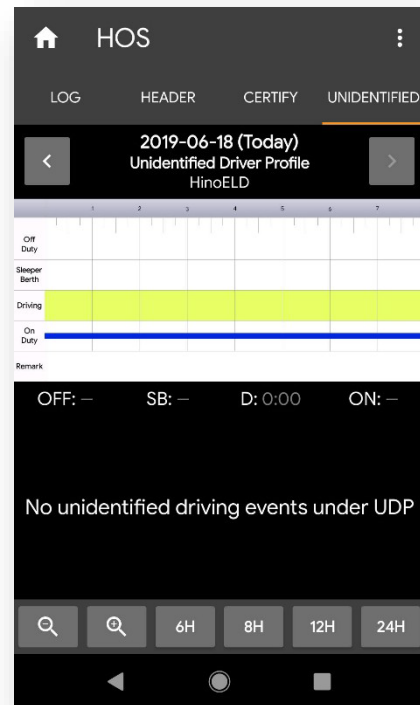 HOS
LOG HEADER CERTIFY UNIDENTIFIED
2019-06-18 (Today)
Unidentified Driver Profile
HinoELD
1 2 3 4 5 6 7
Off
Duty
Sleeper
Berth
Driving
On
Duty
Remark
OFF: – SB: – D: 0:00 ON: –
No unidentified driving events under UDP
6H 8H 12H 24H